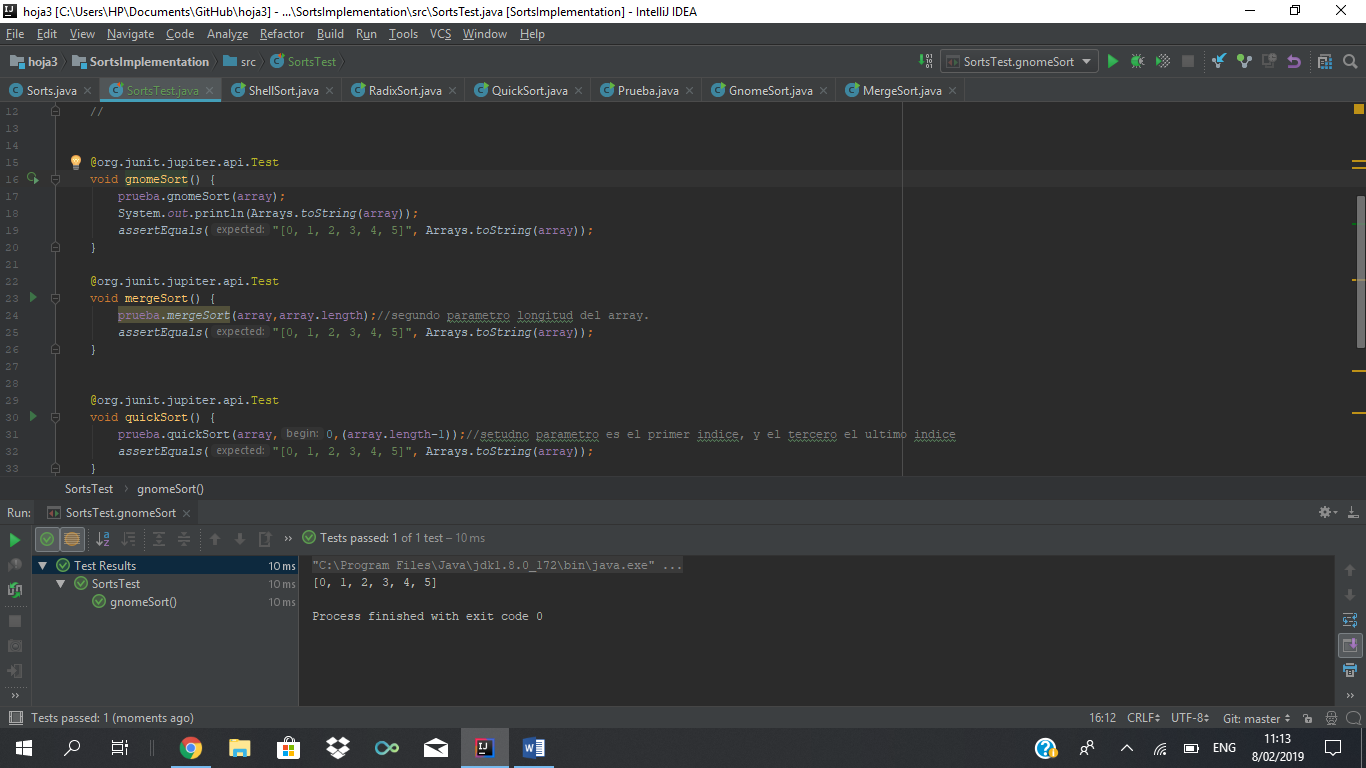 hoja3 [C:\Users\HP\Documents\GitHub\hoja3] - ...\SortsImplementation\src\SortsTest.java [SortsImplementation] - IntelliJ IDEA
File Edit View Navigate Code Analyze Refactor Build Run Tools VCS Window Help
hoja3 SortsImplementation src SortsTest SortsTest.gnomeSort
Sorts.java SortsTest.java ShellSort.java RadixSort.java QuickSort.java Prueba.java GnomeSort.java MergeSort.java
12 //
13
14
15 @org.junit.jupiter.api.Test
16 void gnomeSort() {
17 prueba.gnomeSort(array);
18 System.out.println(Arrays.toString(array));
19 assertEquals( expected: "[0, 1, 2, 3, 4, 5]", Arrays.toString(array));
20 }
21
22 @org.junit.jupiter.api.Test
23 void mergeSort() {
24 prueba.mergeSort(array,array.length);//segundo parametro longitud del array.
25 assertEquals( expected: "[0, 1, 2, 3, 4, 5]", Arrays.toString(array));
26 }
27
28
29 @org.junit.jupiter.api.Test
30 void quickSort() {
31 prueba.quickSort(array, begin: 0,(array.length-1));//setudno parametro es el primer indice, y el tercero el ultimo indice
32 assertEquals( expected: "[0, 1, 2, 3, 4, 5]", Arrays.toString(array));
33 }
SortsTest gnomeSort()
Run: SortsTest.gnomeSort
Tests passed: 1 of 1 test – 10 ms
Test Results 10 ms
SortsTest 10 ms
gnomeSort() 10 ms
"C:\Program Files\Java\jdk1.8.0_172\bin\java.exe" ...
[0, 1, 2, 3, 4, 5]
Process finished with exit code 0
Tests passed: 1 (moments ago) 16:12 CRLF UTF-8 Git: master
ENG 11:13
8/02/2019